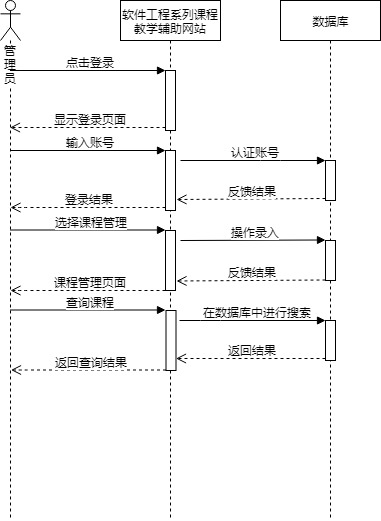 软件工程系列课程
教学辅助网站
数据库
管理员
点击登录
显示登录页面
输入账号
认证账号
反馈结果
登录结果
选择课程管理
操作录入
反馈结果
课程管理页面
查询课程
在数据库中进行搜索
返回结果
返回查询结果